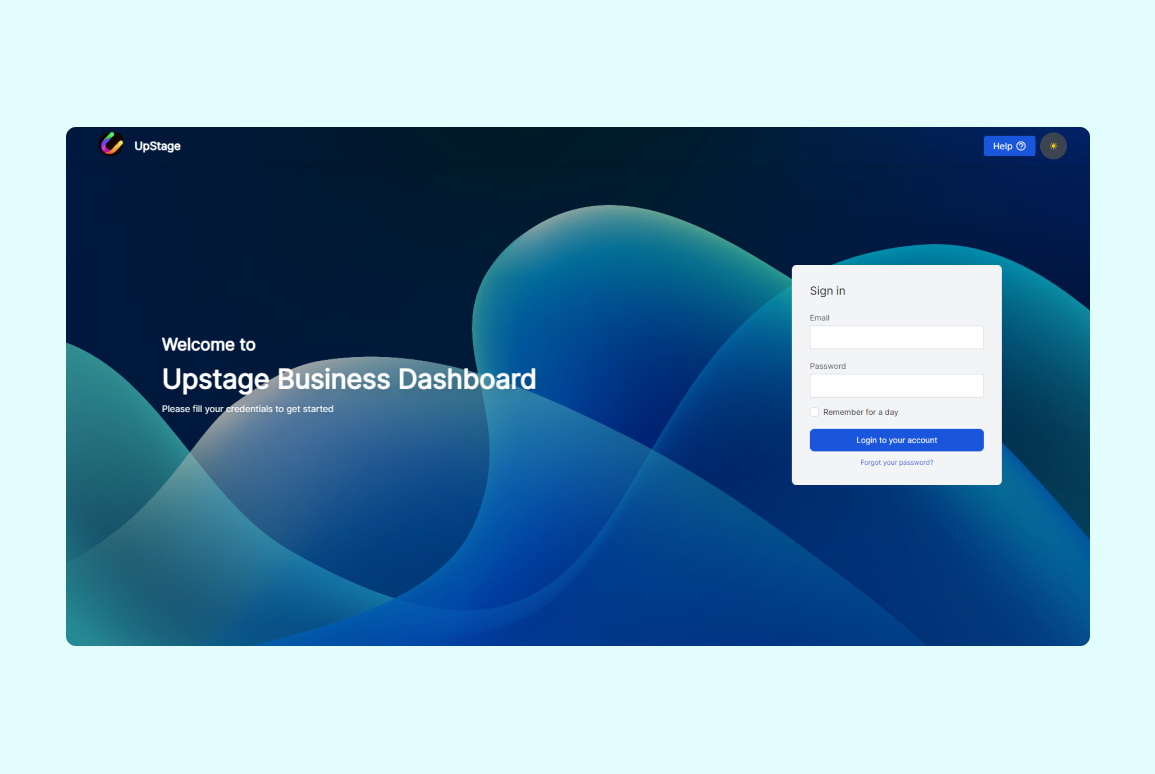 UpStage
Help
Welcome to
Upstage Business Dashboard
Please fill your credentials to get started
Sign in
Email
Password
Remember for a day
Login to your account
Forgot your password?